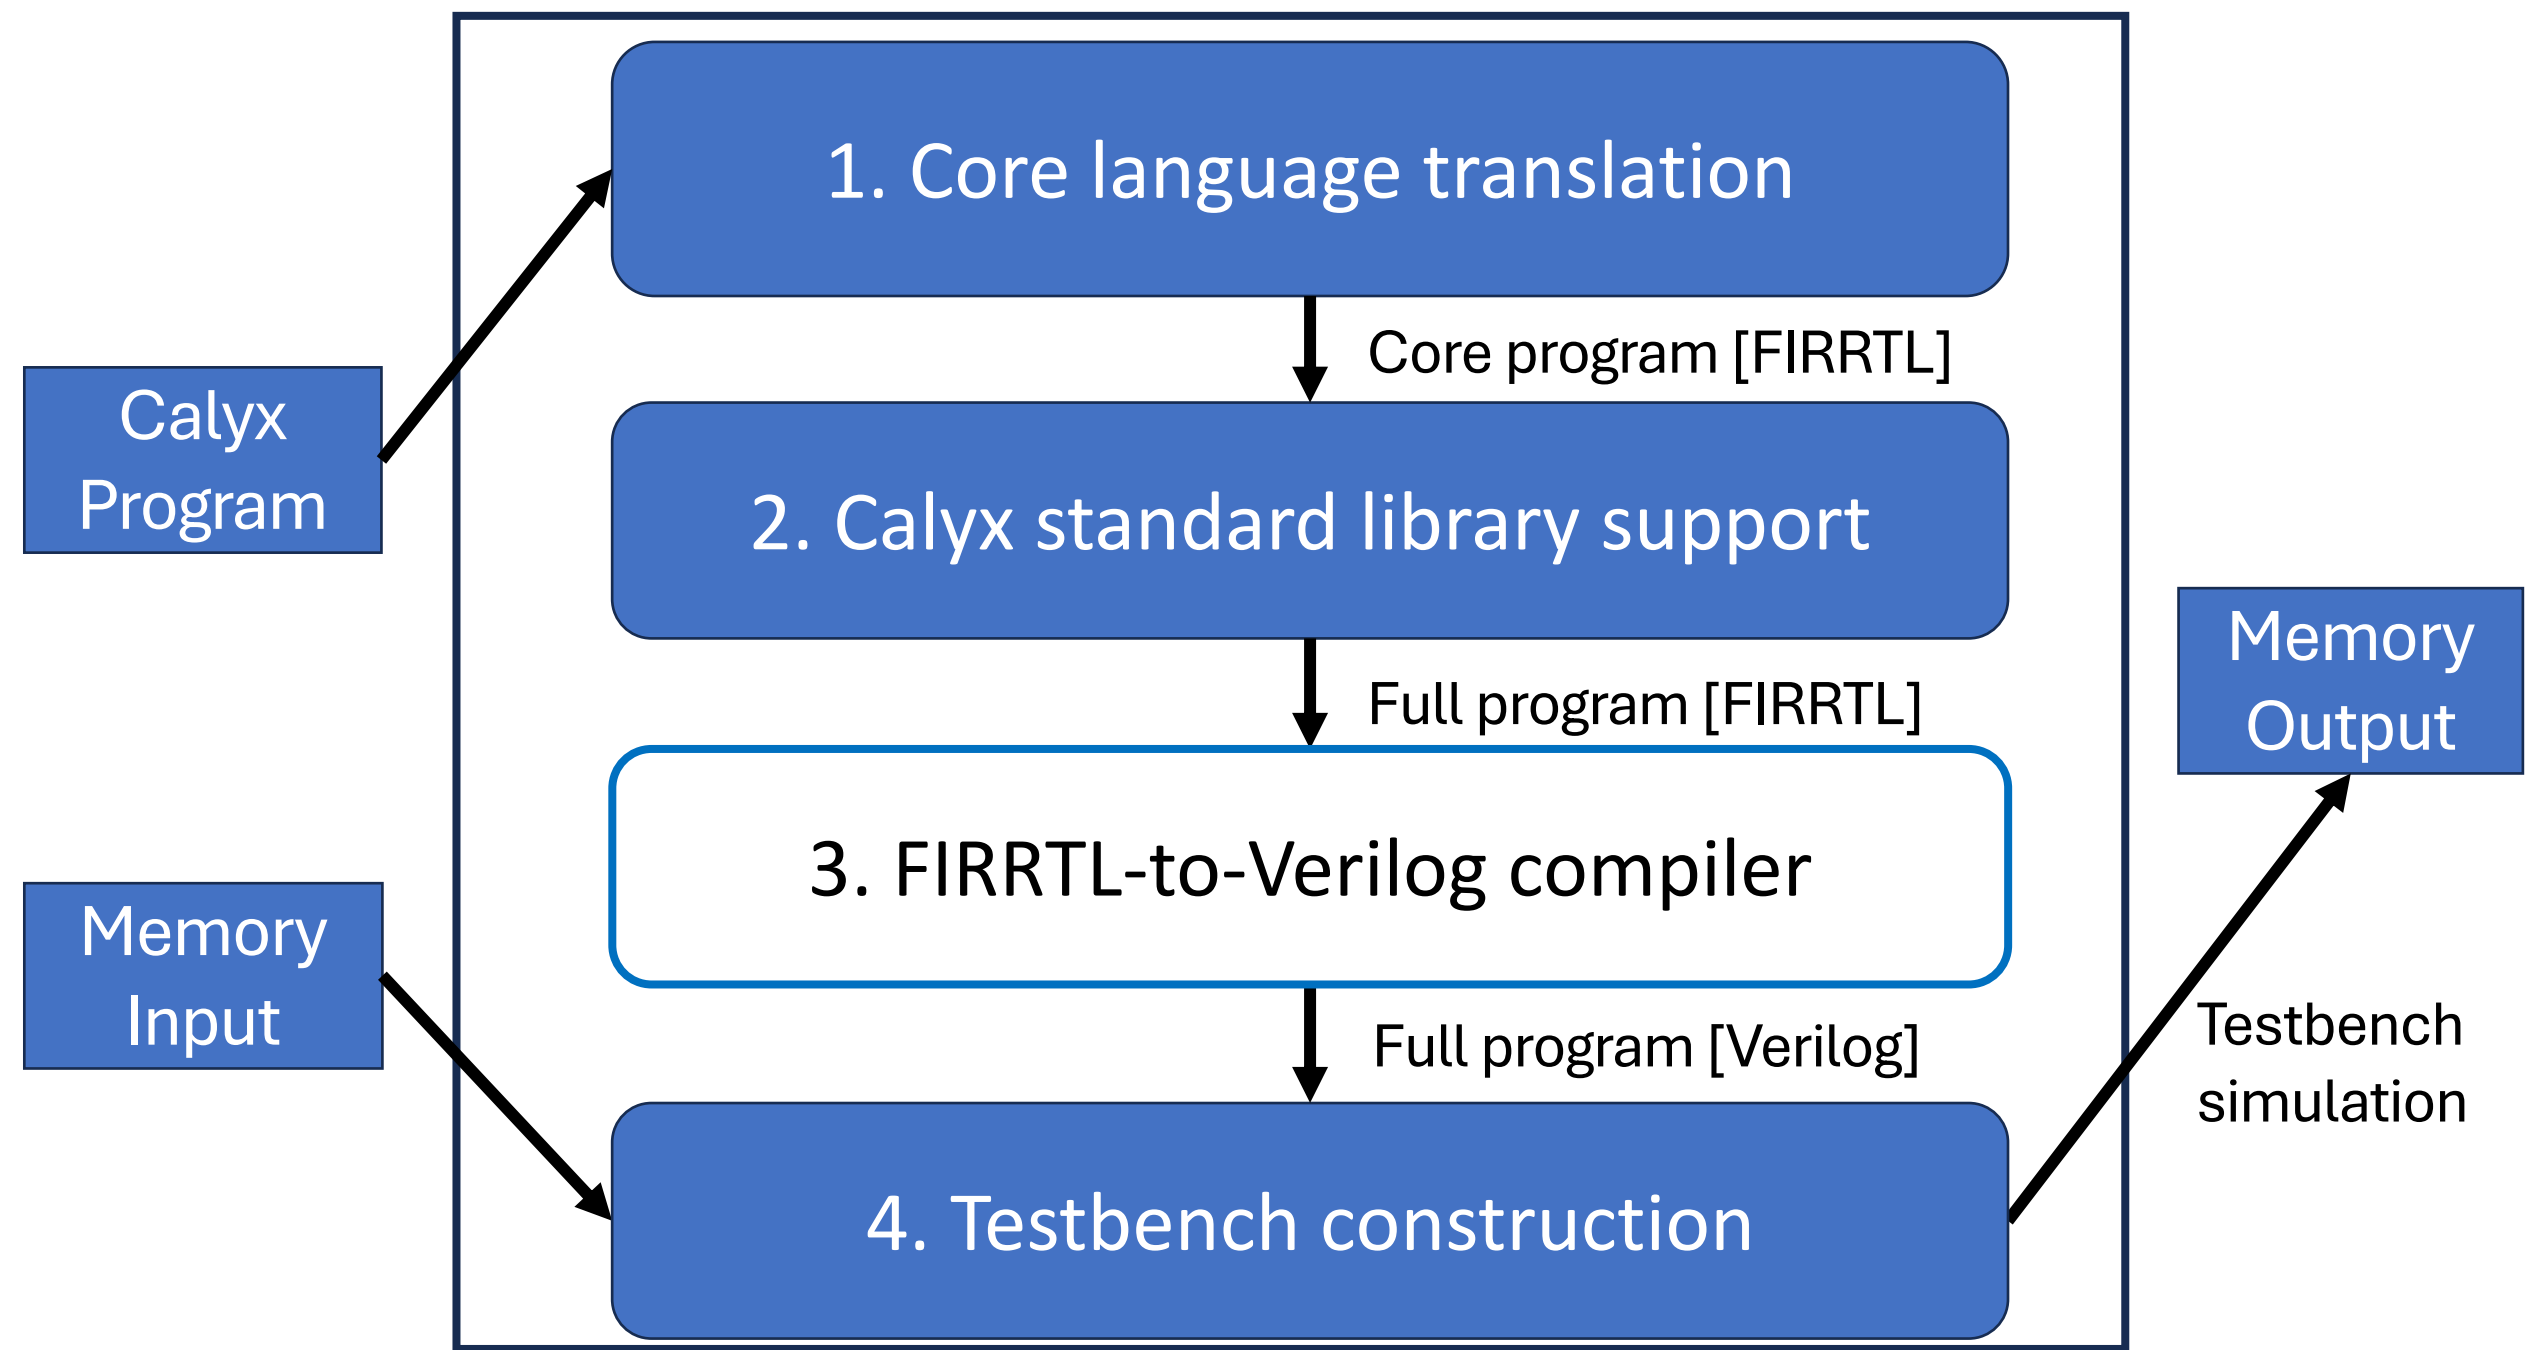 1. Core language translation
Core program [FIRRTL]
Calyx
Program
2. Calyx standard library support
Full program [FIRRTL]
Memory
Output
3. FIRRTL-to-Verilog compiler
Memory
Input
Full program [Verilog]
Testbench
simulation
4. Testbench construction